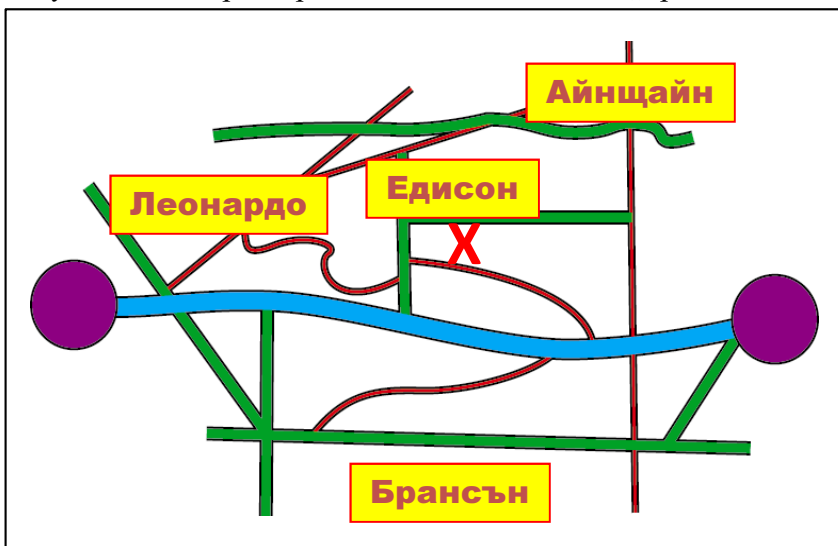 Айнщайн
Едисон
Леонардо
X
Брансън